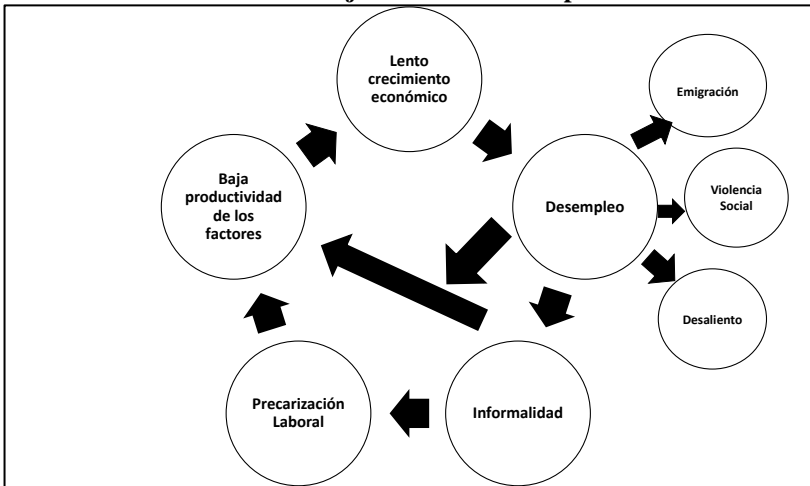 Lento
crecimiento
económico
Emigración
Baja
productividad
de los
factores
Desempleo
Violencia
Social
Desaliento
Precarización
Laboral
Informalidad